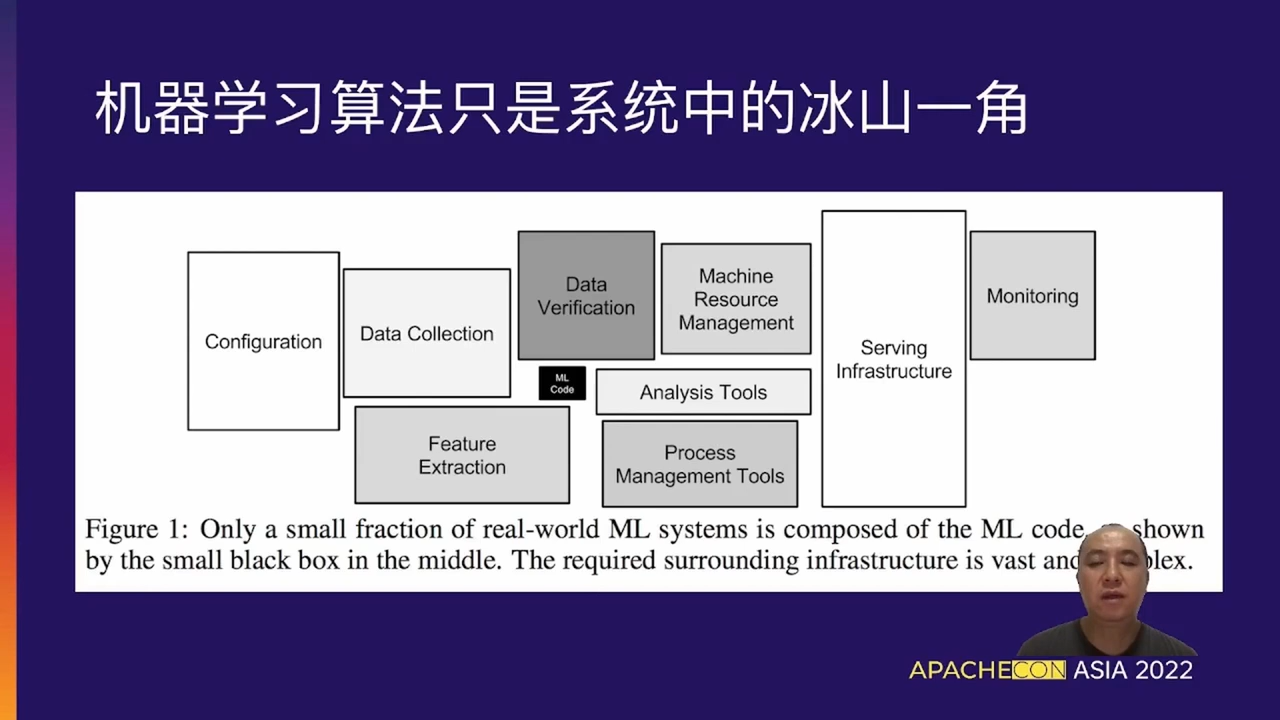 机器学习算法只是系统中的冰山一角
Configuration
Data Collection
Data
Verification
Machine
Resource
Management
Serving
Infrastructure
Monitoring
ML
Code
Analysis Tools
Feature
Extraction
Process
Management Tools
Figure 1: Only a small fraction of real-world ML systems is composed of the ML code, shown
by the small black box in the middle. The required surrounding infrastructure is vast and
APACHECON ASIA 2022